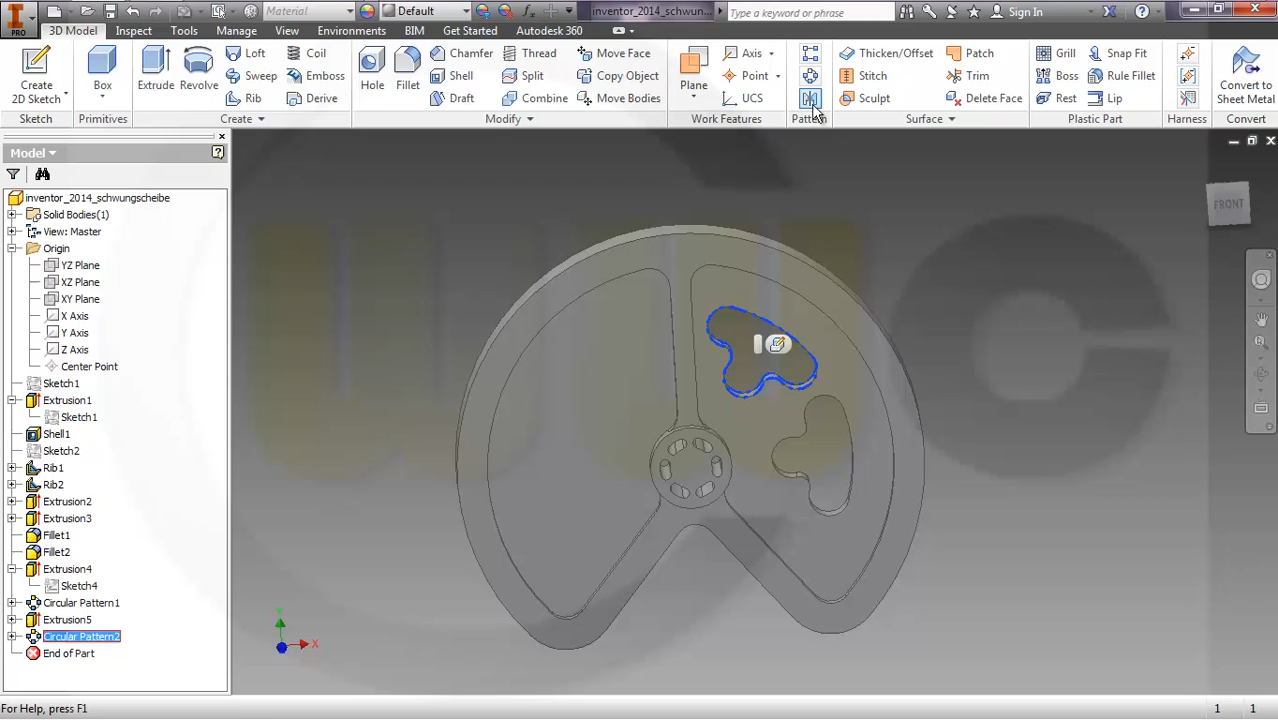 PRO
Material
Default
inventor_2014_schwun...
Type a keyword or phrase
Sign In
3D Model
Inspect
Tools
Manage
View
Environments
BIM
Get Started
Autodesk 360
Create
2D Sketch
Box
Extrude
Revolve
Loft
Sweep
Rib
Coil
Emboss
Derive
Hole
Fillet
Chamfer
Shell
Draft
Thread
Split
Combine
Move Face
Copy Object
Move Bodies
Plane
Axis
Point
UCS
Thicken/Offset
Stitch
Sculpt
Patch
Trim
Delete Face
Grill
Boss
Rest
Snap Fit
Rule Fillet
Lip
Convert to
Sheet Metal
Sketch
Primitives
Create
Modify
Work Features
Pattern
Surface
Plastic Part
Harness
Convert
Model
inventor_2014_schwungscheibe
Solid Bodies(1)
View: Master
Origin
YZ Plane
XZ Plane
XY Plane
X Axis
Y Axis
Z Axis
Center Point
Sketch1
Extrusion1
Sketch1
Shell1
Sketch2
Rib1
Rib2
Extrusion2
Extrusion3
Fillet1
Fillet2
Extrusion4
Sketch4
Circular Pattern1
Extrusion5
Circular Pattern2
End of Part
FRONT
Y
X
For Help, press F1
1
1